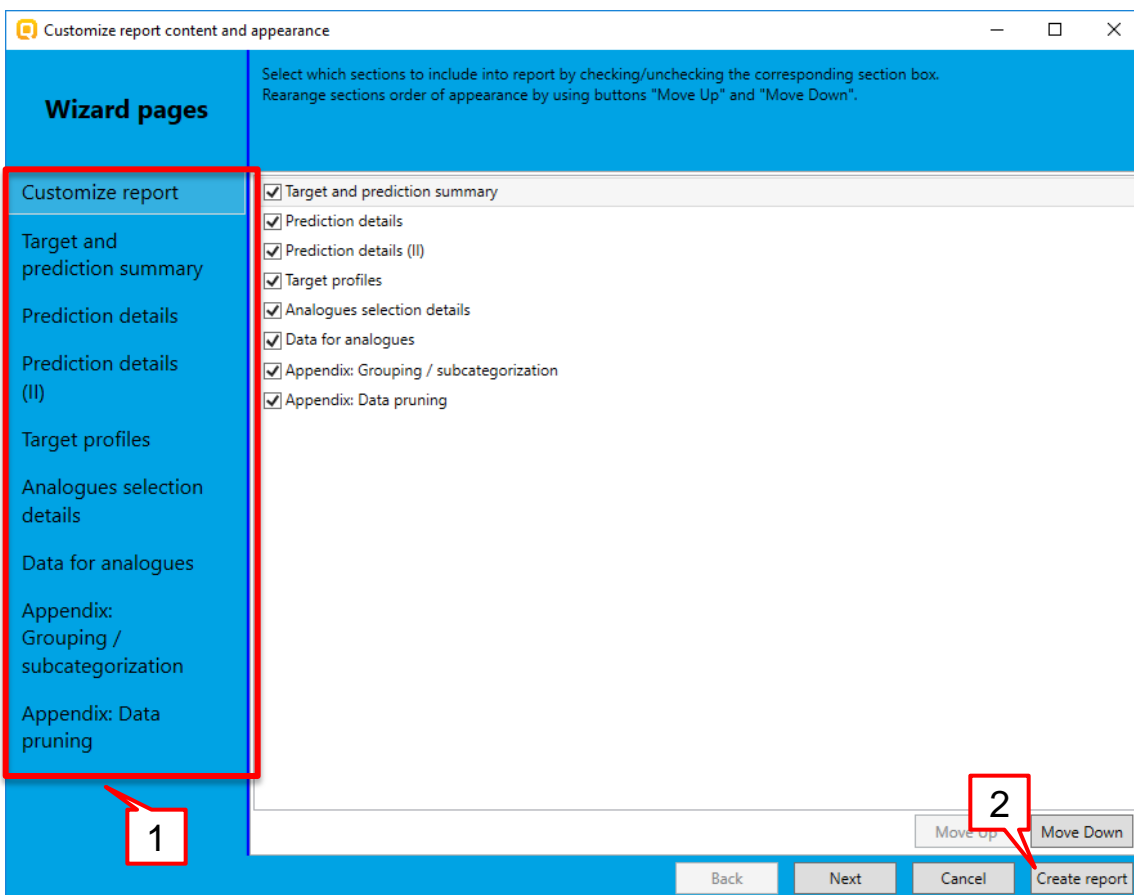 Customize report content and appearance
Select which sections to include into report by checking/unchecking the corresponding section box.
Rearange sections order of appearance by using buttons "Move Up" and "Move Down".
Wizard pages
Customize report
Target and
prediction summary
Prediction details
Prediction details
(II)
Target profiles
Analogues selection
details
Data for analogues
Appendix:
Grouping /
subcategorization
Appendix: Data
pruning
Target and prediction summary
Prediction details
Prediction details (II)
Target profiles
Analogues selection details
Data for analogues
Appendix: Grouping / subcategorization
Appendix: Data pruning
1
2
Move Up
Move Down
Back
Next
Cancel
Create report